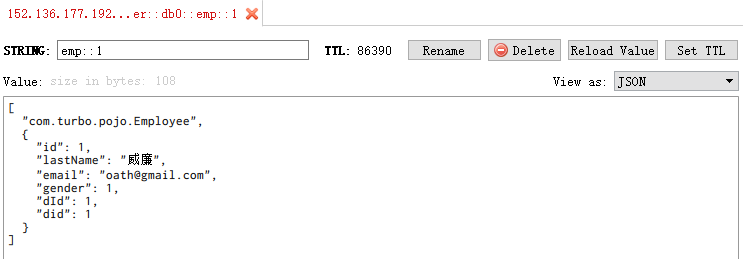 152.136.177.192...er::db0::emp::1
STRING: emp::1 TTL: 86390 Rename Delete Reload Value Set TTL
Value: size in bytes: 108 View as: JSON
[
  "com.turbo.pojo.Employee",
  {
    "id": 1,
    "lastName": "威廉",
    "email": "oath@gmail.com",
    "gender": 1,
    "dId": 1,
    "did": 1
  }
]